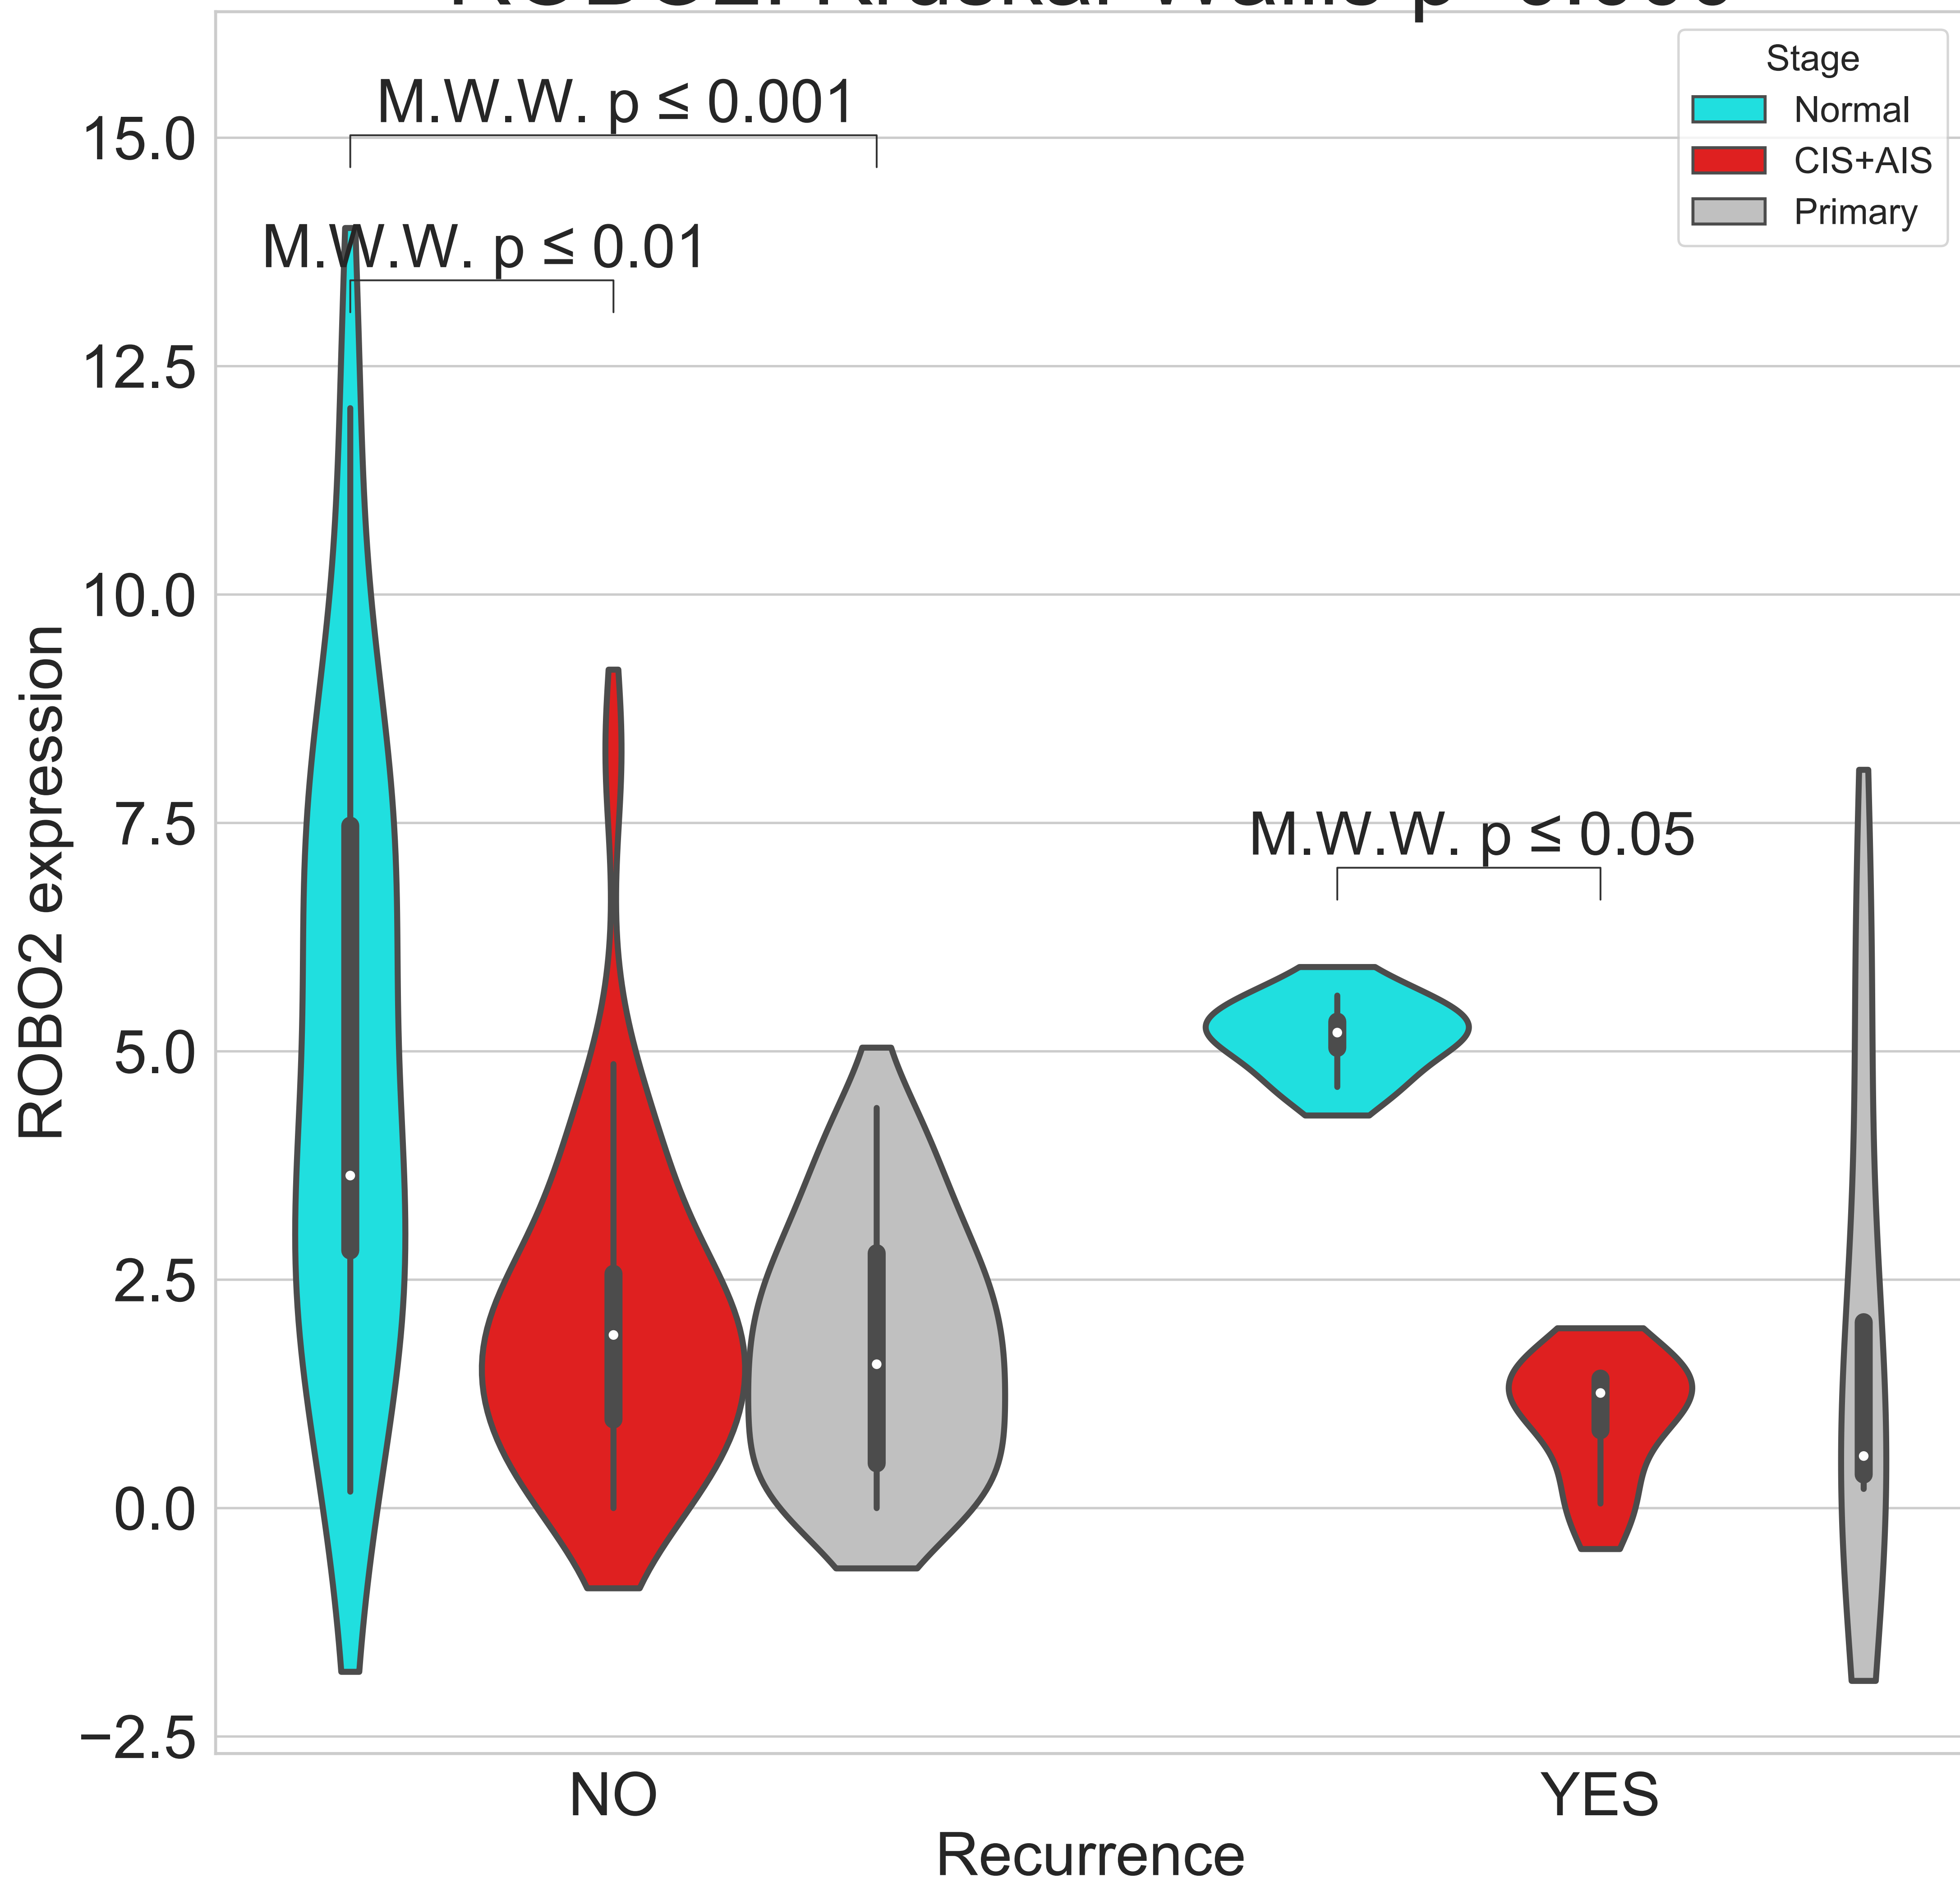 M.W.W. p ≤ 0.001
M.W.W. p ≤ 0.01
M.W.W. p ≤ 0.05
Stage
Normal
CIS+AIS
Primary
15.0
12.5
10.0
7.5
5.0
2.5
0.0
−2.5
ROBO2 expression
NO
YES
Recurrence